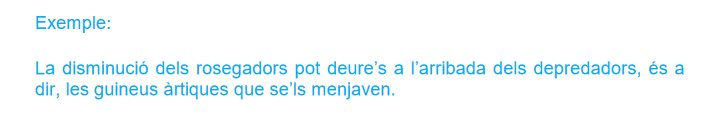 Exemple:
La disminució dels rosegadors pot deure's a l'arribada dels depredadors, és a
dir, les guineus àrtiques que se'ls menjaven.